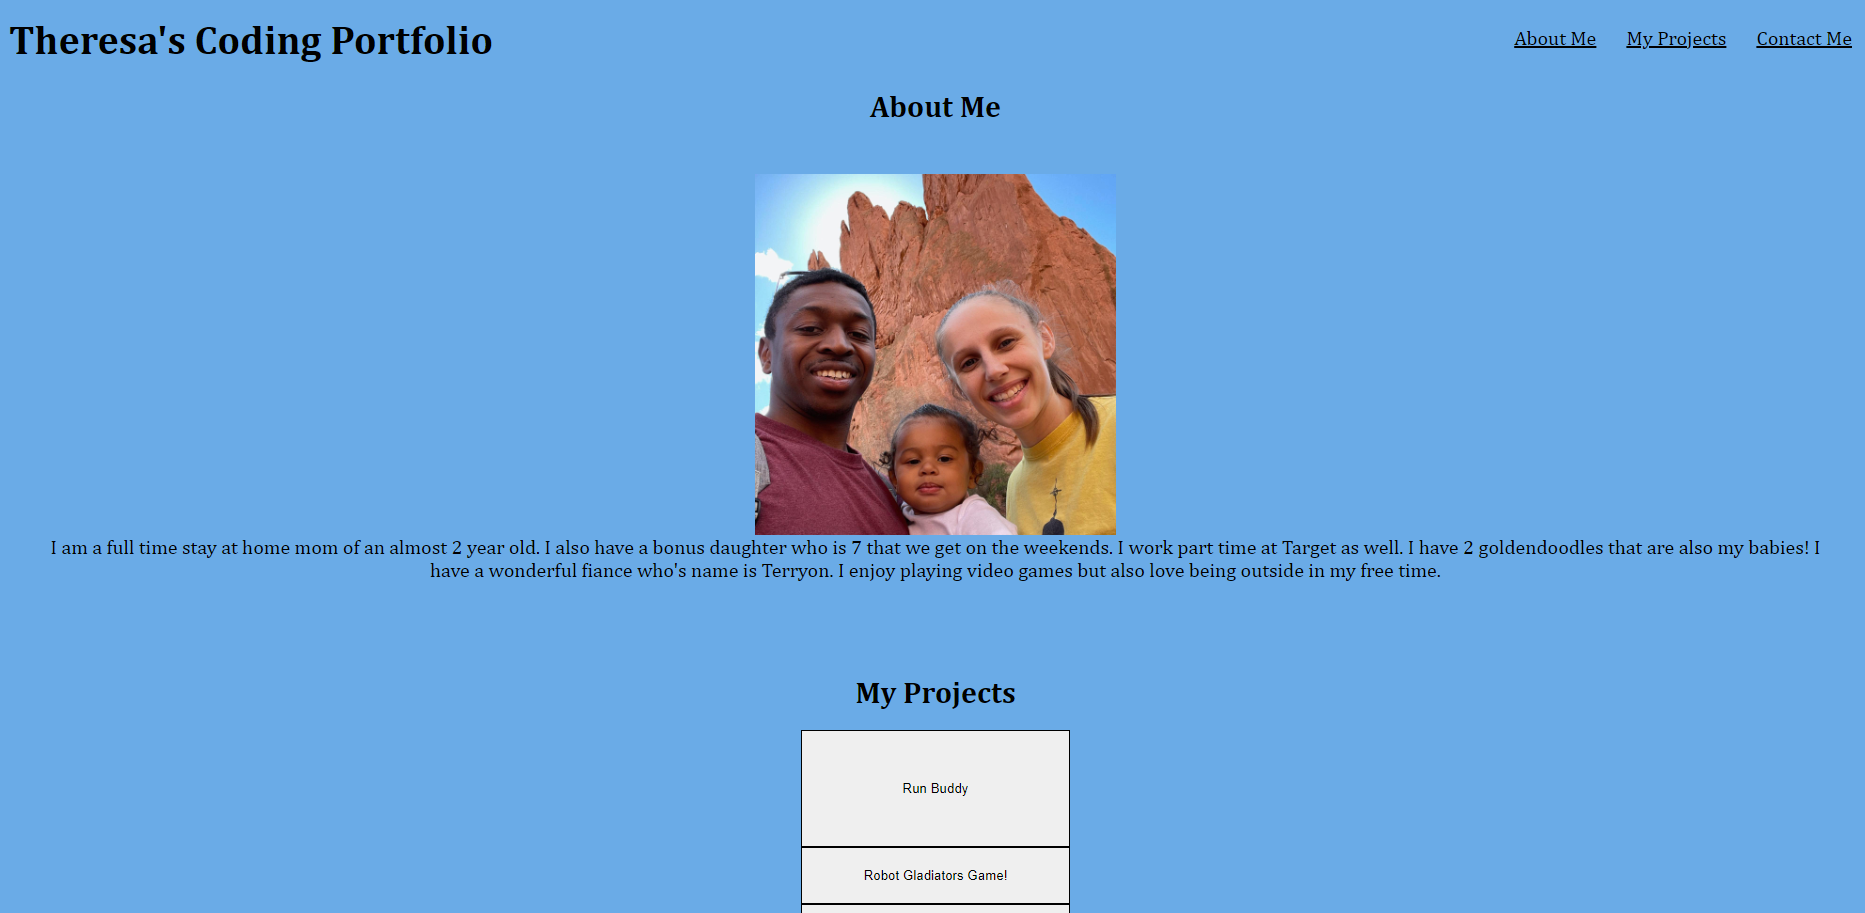 Theresa's Coding Portfolio
About Me
My Projects
Contact Me
About Me
I am a full time stay at home mom of an almost 2 year old. I also have a bonus daughter who is 7 that we get on the weekends. I work part time at Target as well. I have 2 goldendoodles that are also my babies! I
have a wonderful fiance who's name is Terryon. I enjoy playing video games but also love being outside in my free time.
My Projects
Run Buddy
Robot Gladiators Game!